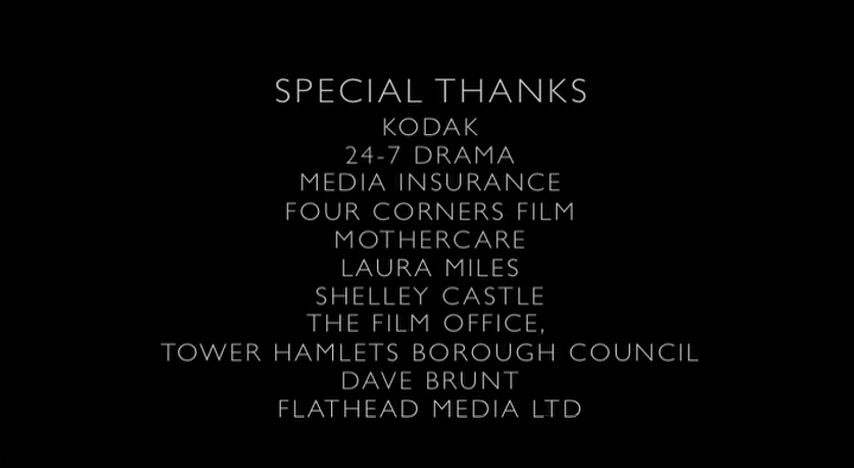 SPECIAL THANKS
KODAK
24-7 DRAMA
MEDIA INSURANCE
FOUR CORNERS FILM
MOTHERCARE
LAURA MILES
SHELLEY CASTLE
THE FILM OFFICE,
TOWER HAMLETS BOROUGH COUNCIL
DAVE BRUNT
FLATHEAD MEDIA LTD